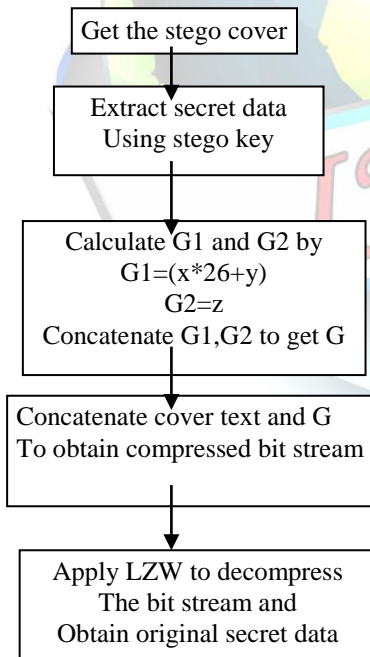 Get the stego cover
Extract secret data
Using stego key
Calculate G1 and G2 by
G1=(x*26+y)
G2=z
Concatenate G1,G2 to get G
Concatenate cover text and G
To obtain compressed bit stream
Apply LZW to decompress
The bit stream and
Obtain original secret data